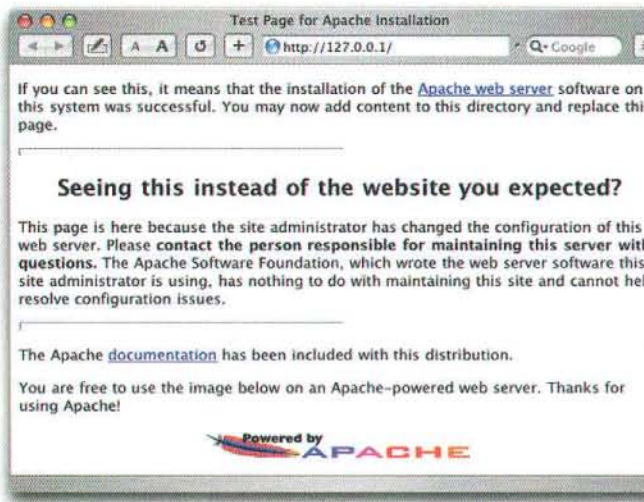 Test Page for Apache Installation
A A + http://127.0.0.1/ Q- Google
If you can see this, it means that the installation of the Apache web server software on
this system was successful. You may now add content to this directory and replace thi
page.
Seeing this instead of the website you expected?
This page is here because the site administrator has changed the configuration of this
web server. Please contact the person responsible for maintaining this server with
questions. The Apache Software Foundation, which wrote the web server software this
site administrator is using, has nothing to do with maintaining this site and cannot hel
resolve configuration issues.
The Apache documentation has been included with this distribution.
You are free to use the image below on an Apache-powered web server. Thanks for
using Apache!
Powered by
APACHE